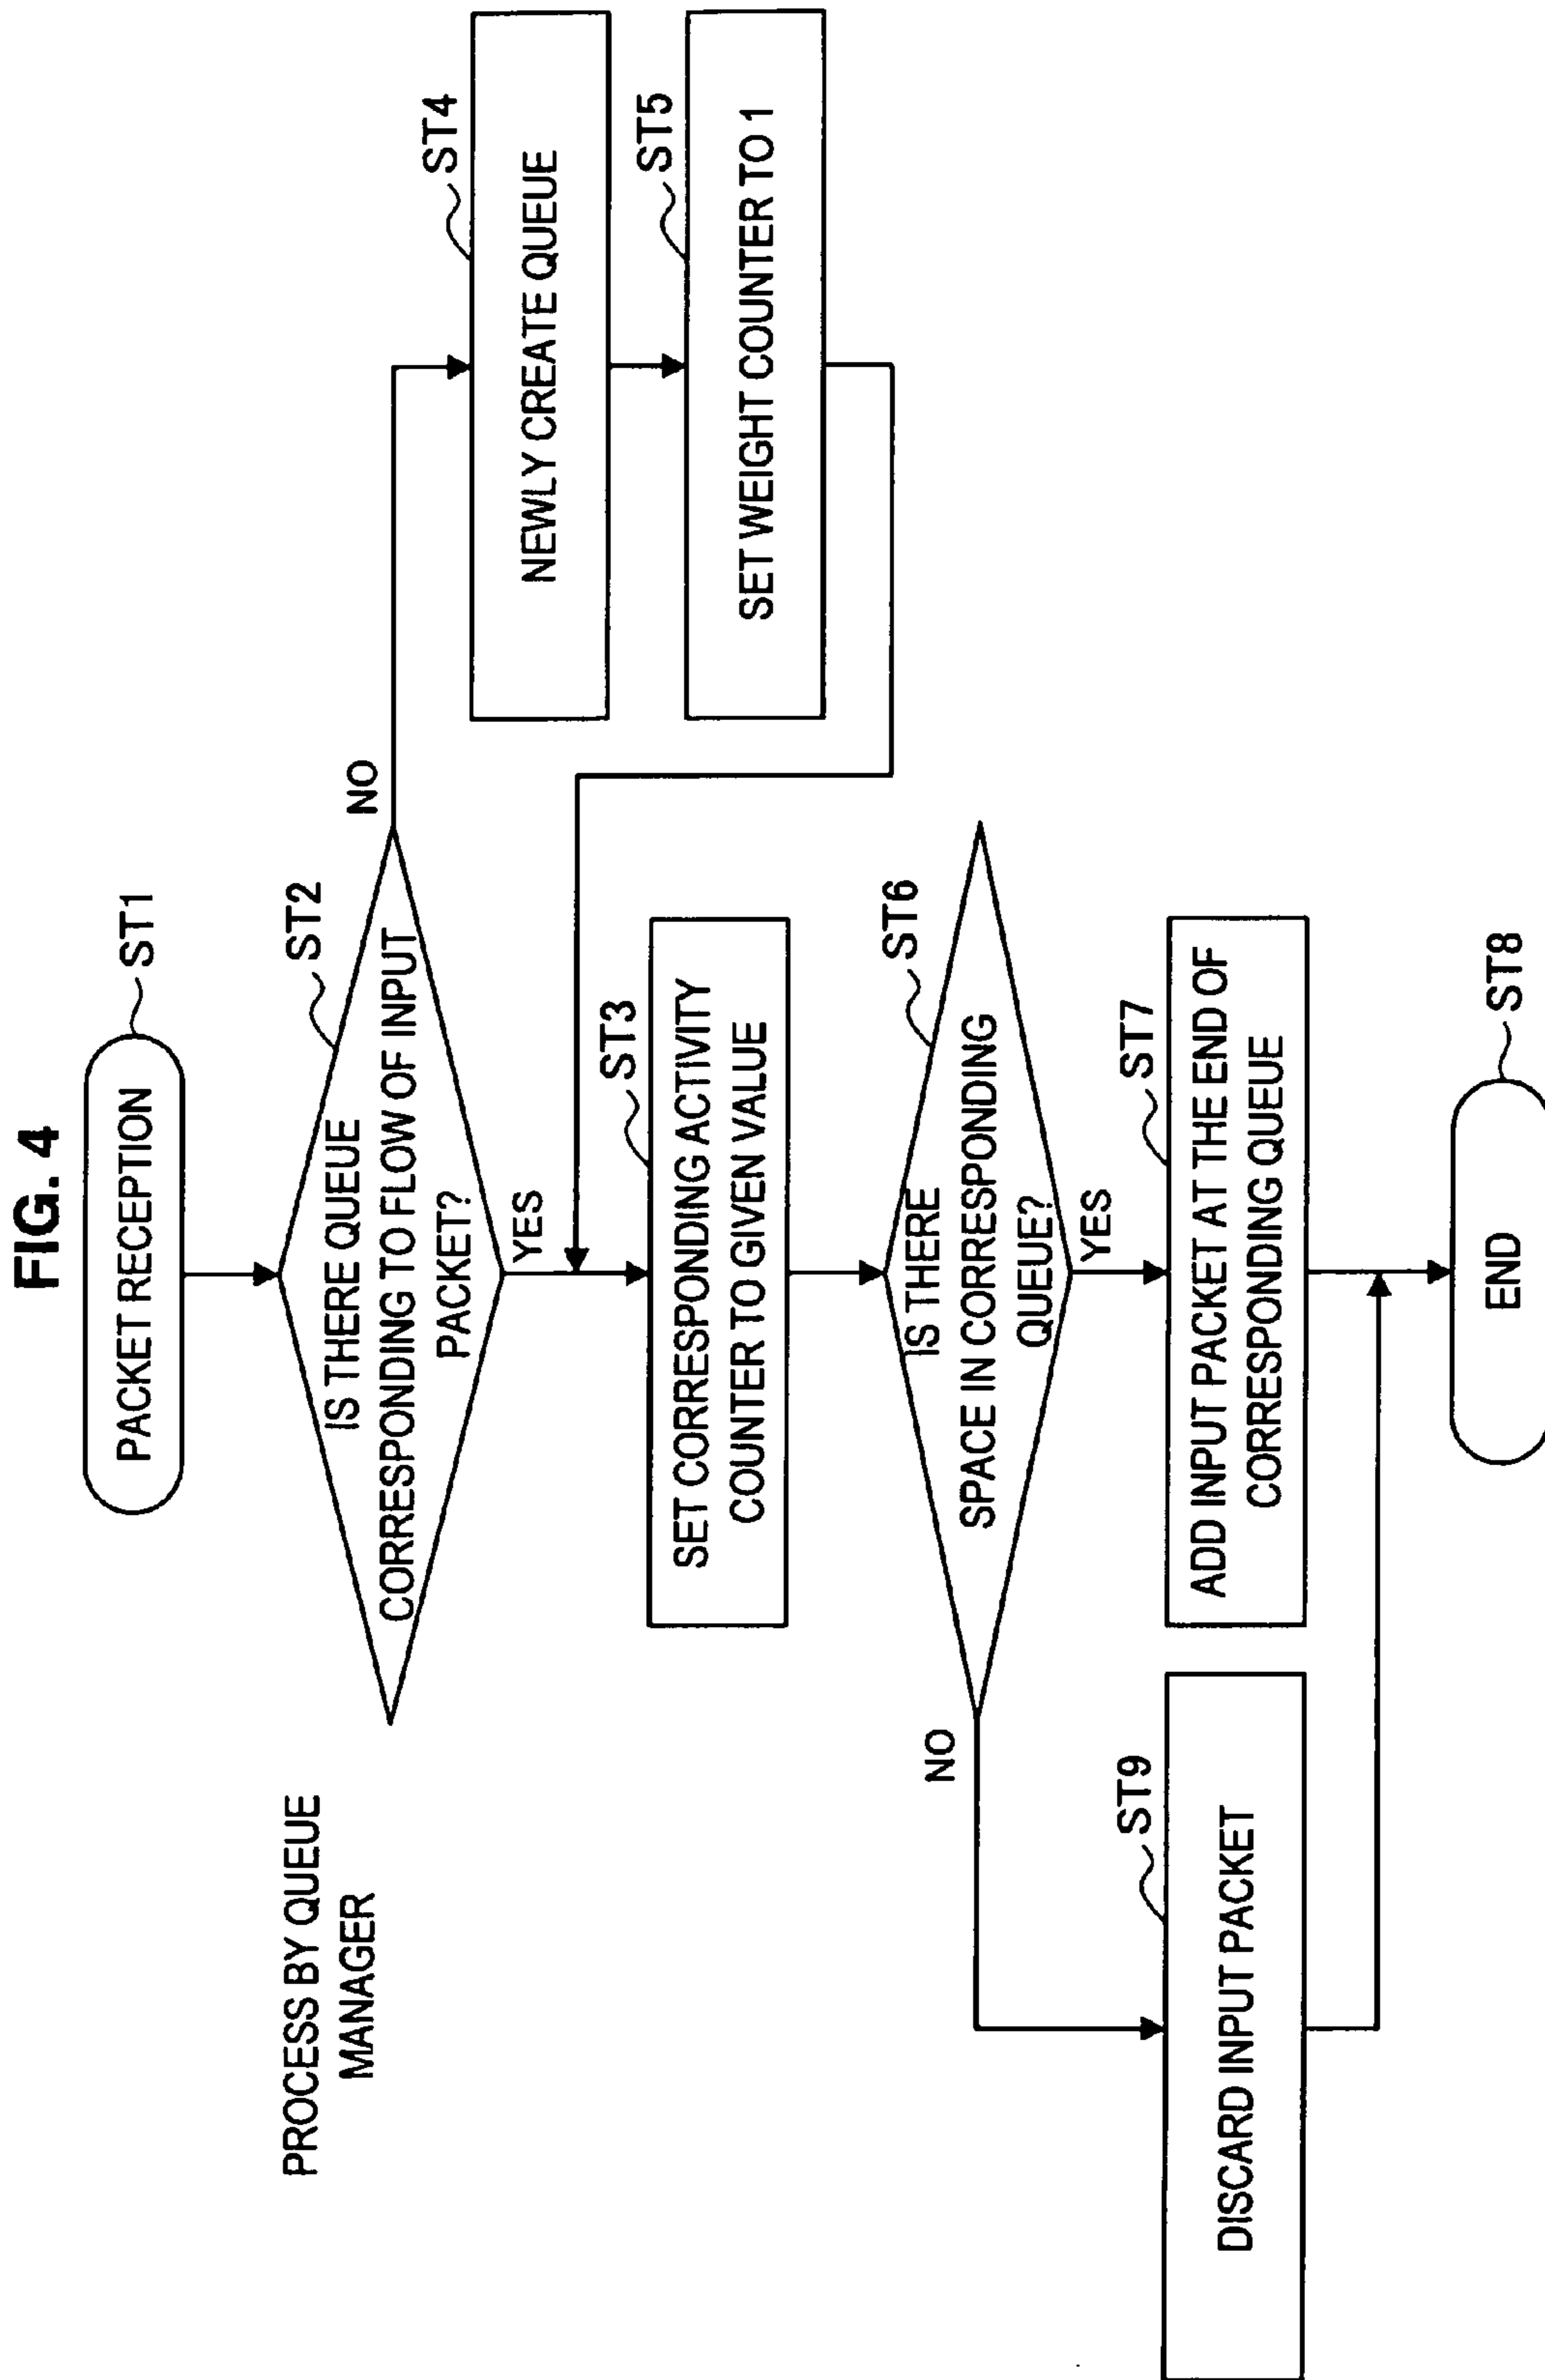 FIG. 4
PROCESS BY QUEUE
MANAGER
PACKET RECEPTION
ST1
IS THERE QUEUE
CORRESPONDING TO FLOW OF INPUT
PACKET?
ST2
NO
YES
NEWLY CREATE QUEUE
ST4
SET WEIGHT COUNTER TO 1
ST5
SET CORRESPONDING ACTIVITY
COUNTER TO GIVEN VALUE
ST3
IS THERE
SPACE IN CORRESPONDING
QUEUE?
ST6
NO
YES
DISCARD INPUT PACKET
ST9
ADD INPUT PACKET AT THE END OF
CORRESPONDING QUEUE
ST7
END
ST8